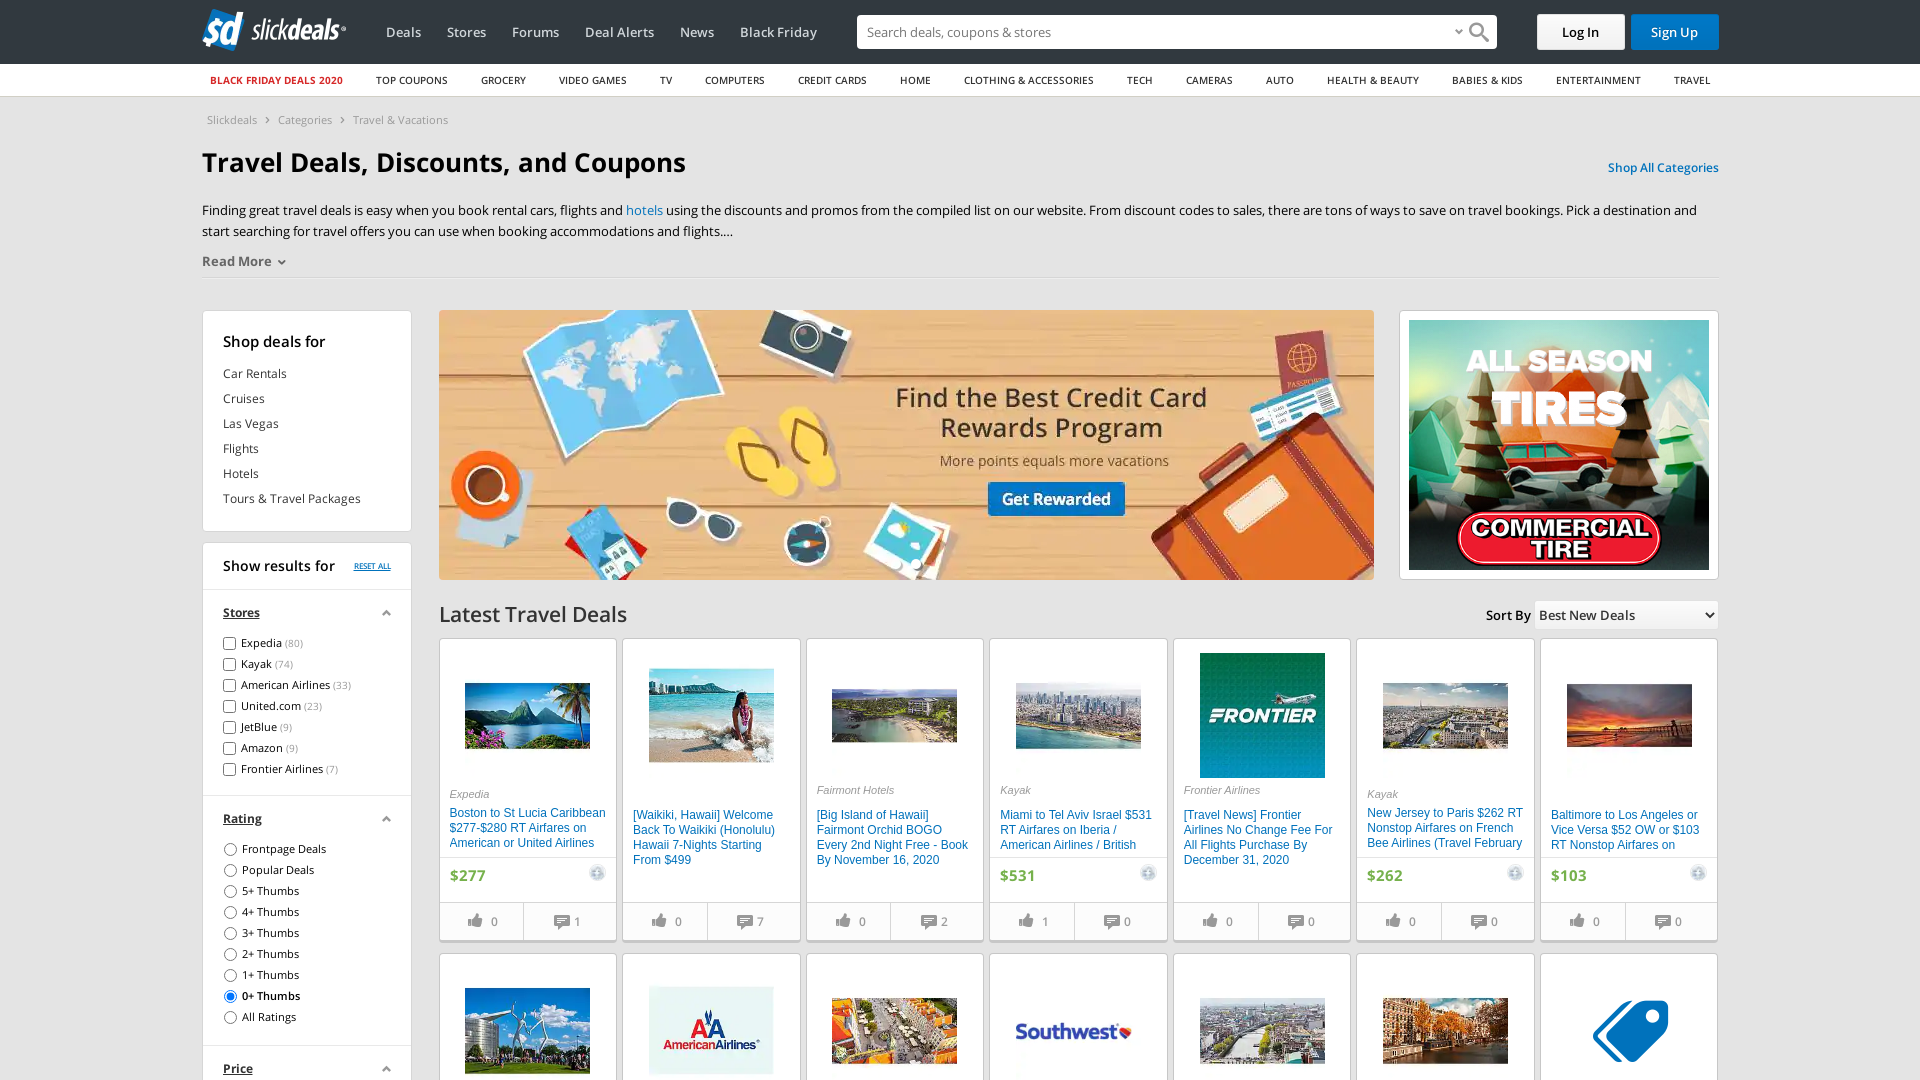 sd slickdeals
Deals
Stores
Forums
Deal Alerts
News
Black Friday
Search deals, coupons & stores
Log In
Sign Up
BLACK FRIDAY DEALS 2020
TOP COUPONS
GROCERY
VIDEO GAMES
TV
COMPUTERS
CREDIT CARDS
HOME
CLOTHING & ACCESSORIES
TECH
CAMERAS
AUTO
HEALTH & BEAUTY
BABIES & KIDS
ENTERTAINMENT
TRAVEL
Slickdeals > Categories > Travel & Vacations
Travel Deals, Discounts, and Coupons
Shop All Categories
Finding great travel deals is easy when you book rental cars, flights and hotels using the discounts and promos from the compiled list on our website. From discount codes to sales, there are tons of ways to save on travel bookings. Pick a destination and
start searching for travel offers you can use when booking accommodations and flights....
Read More
Shop deals for
Car Rentals
Cruises
Las Vegas
Flights
Hotels
Tours & Travel Packages
Find the Best Credit Card
Rewards Program
More points equals more vacations
Get Rewarded
PASSPORT
ALL SEASON
TIRES
COMMERCIAL
TIRE
Show results for
RESET ALL
Stores
Expedia (80)
Kayak (74)
American Airlines (33)
United.com (23)
JetBlue (9)
Amazon (9)
Frontier Airlines (7)
Rating
Frontpage Deals
Popular Deals
5+ Thumbs
4+ Thumbs
3+ Thumbs
2+ Thumbs
1+ Thumbs
0+ Thumbs
All Ratings
Price
Latest Travel Deals
Sort By Best New Deals
Expedia
Boston to St Lucia Caribbean
$277-$280 RT Airfares on
American or United Airlines
$277
0
1
[Waikiki, Hawaii] Welcome
Back To Waikiki (Honolulu)
Hawaii 7-Nights Starting
From $499
0
7
Fairmont Hotels
[Big Island of Hawaii]
Fairmont Orchid BOGO
Every 2nd Night Free - Book
By November 16, 2020
0
2
Kayak
Miami to Tel Aviv Israel $531
RT Airfares on Iberia /
American Airlines / British
$531
1
0
FRONTIER
Frontier Airlines
[Travel News] Frontier
Airlines No Change Fee For
All Flights Purchase By
December 31, 2020
0
0
Kayak
New Jersey to Paris $262 RT
Nonstop Airfares on French
Bee Airlines (Travel February
$262
0
0
Baltimore to Los Angeles or
Vice Versa $52 OW or $103
RT Nonstop Airfares on
$103
0
0
AA
AmericanAirlines
Southwest